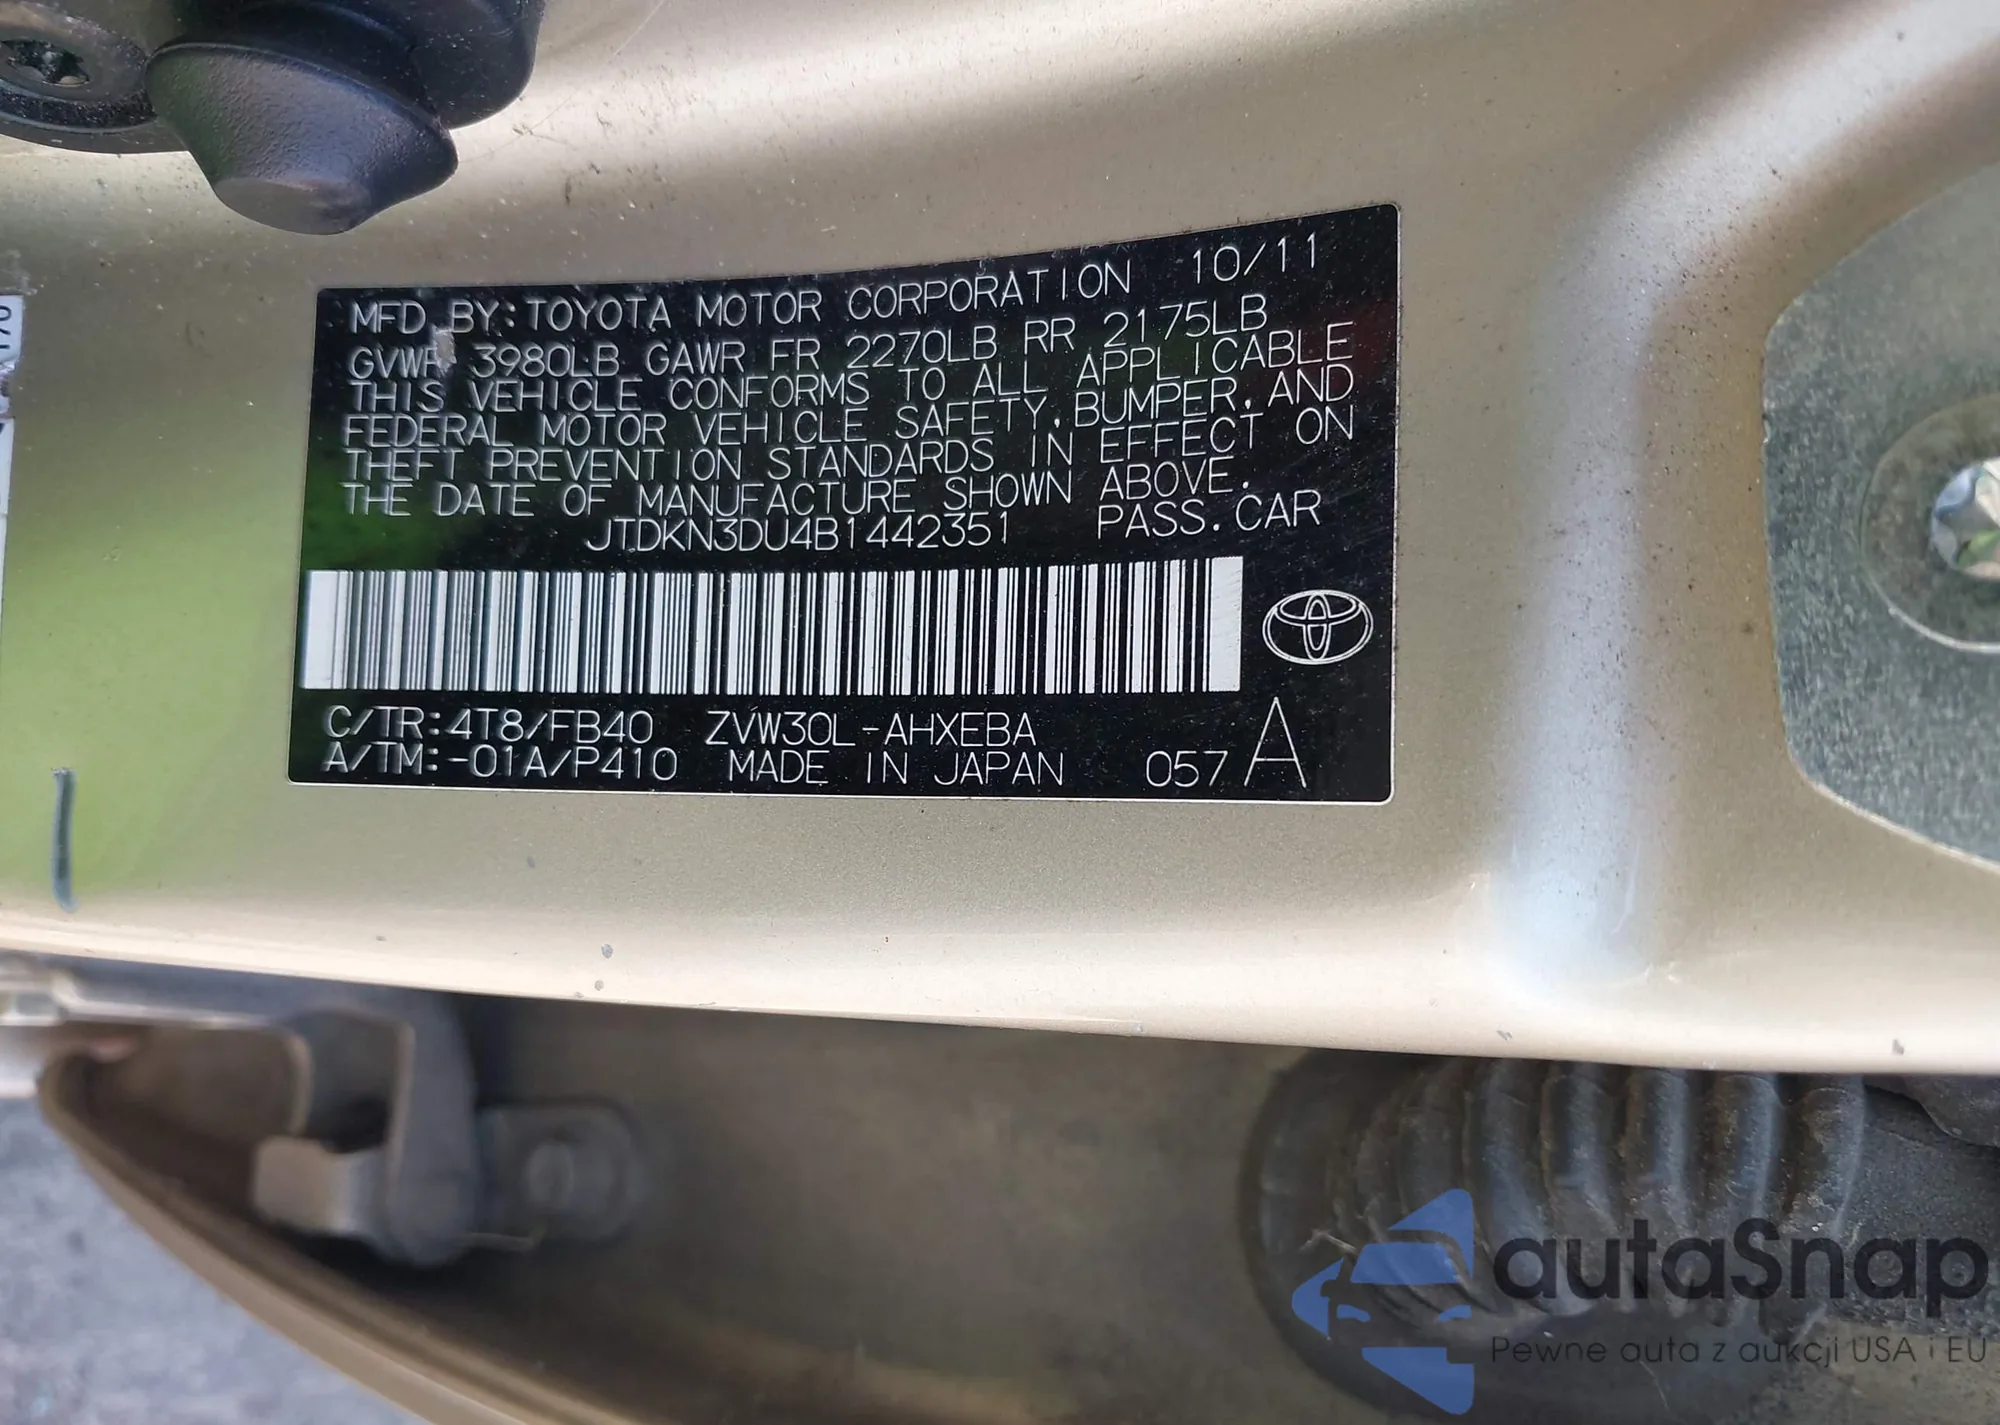 MFD. BY: TOYOTA MOTOR CORPORATION 10/11
GVWR 3980LB GAWR FR 2270LB RR 2175LB
THIS VEHICLE CONFORMS TO ALL APPLICABLE
FEDERAL MOTOR VEHICLE SAFETY, BUMPER, AND
THEFT PREVENTION STANDARDS IN EFFECT ON
THE DATE OF MANUFACTURE SHOWN ABOVE.
JTDKN3DU4B1442351 PASS. CAR
C/TR: 4T8/FB40 ZVW30L-AHXEBA
A/TM: -01A/P410 MADE IN JAPAN 057 A
autaSnap
Pewne auta z aukcji USA i EU